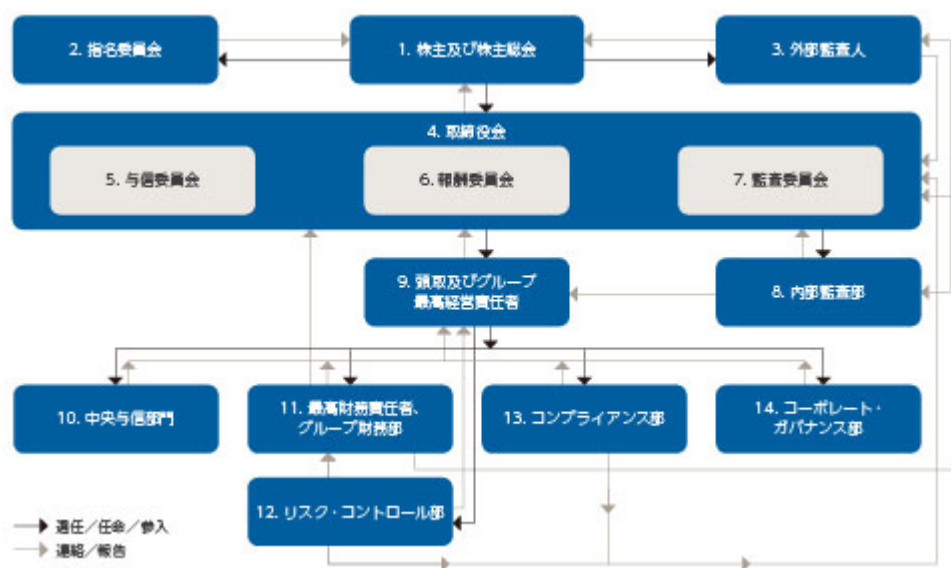 2. 指名委員会
1. 株主及び株主総会
3. 外部監査人
4. 取締役会
5. 与信委員会
6. 報酬委員会
7. 監査委員会
9. 頭取及びグループ
最高経営責任者
8. 内部監査部
10. 中央与信部門
11. 最高財務責任者、
グループ財務部
13. コンプライアンス部
14. コーポレート・
ガバナンス部
12. リスク・コントロール部
選任／任命／参入
連絡／報告